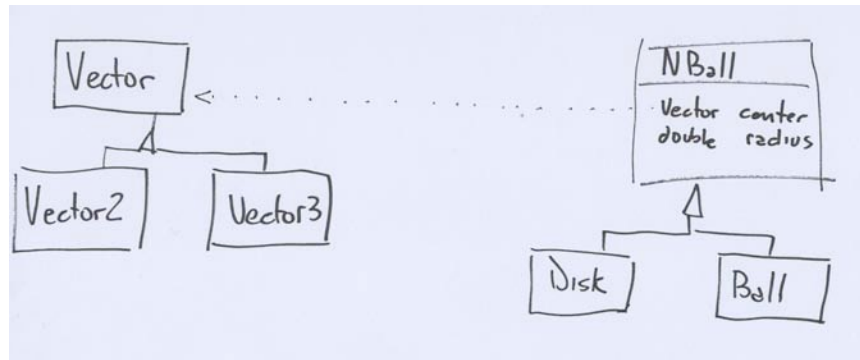 Vector
Vector2
Vector3
NBall
Vector center
double radius
Disk
Ball